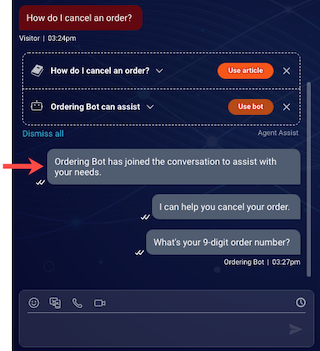 How do I cancel an order?
Visitor | 03:24pm
How do I cancel an order?
Use article
Ordering Bot can assist
Use bot
Dismiss all
Agent Assist
Ordering Bot has joined the conversation to assist with
your needs.
I can help you cancel your order.
What's your 9-digit order number?
Ordering Bot | 03:27pm